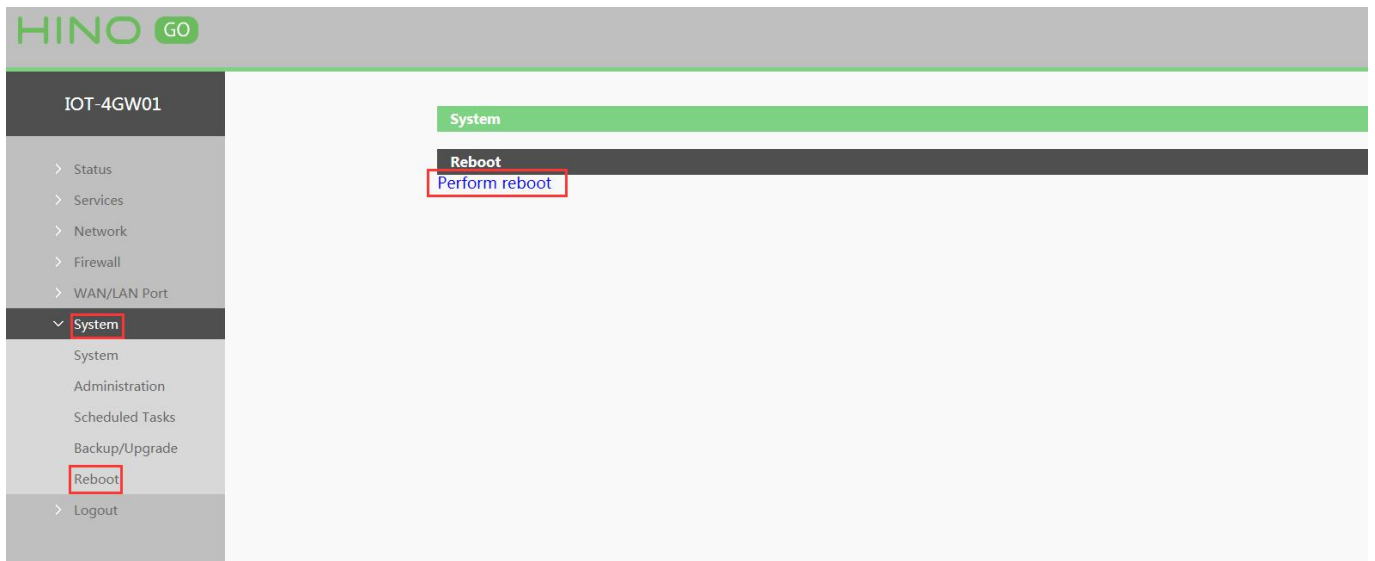 HINO GO
IOT-4GW01
Status
Services
Network
Firewall
WAN/LAN Port
System
System
Administration
Scheduled Tasks
Backup/Upgrade
Reboot
Logout
System
Reboot
Perform reboot